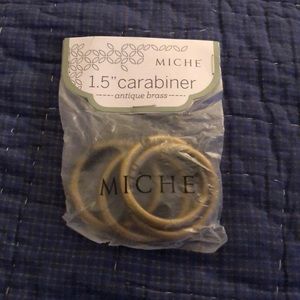 MICHE
1.5" carabiner
antique brass
MICHE